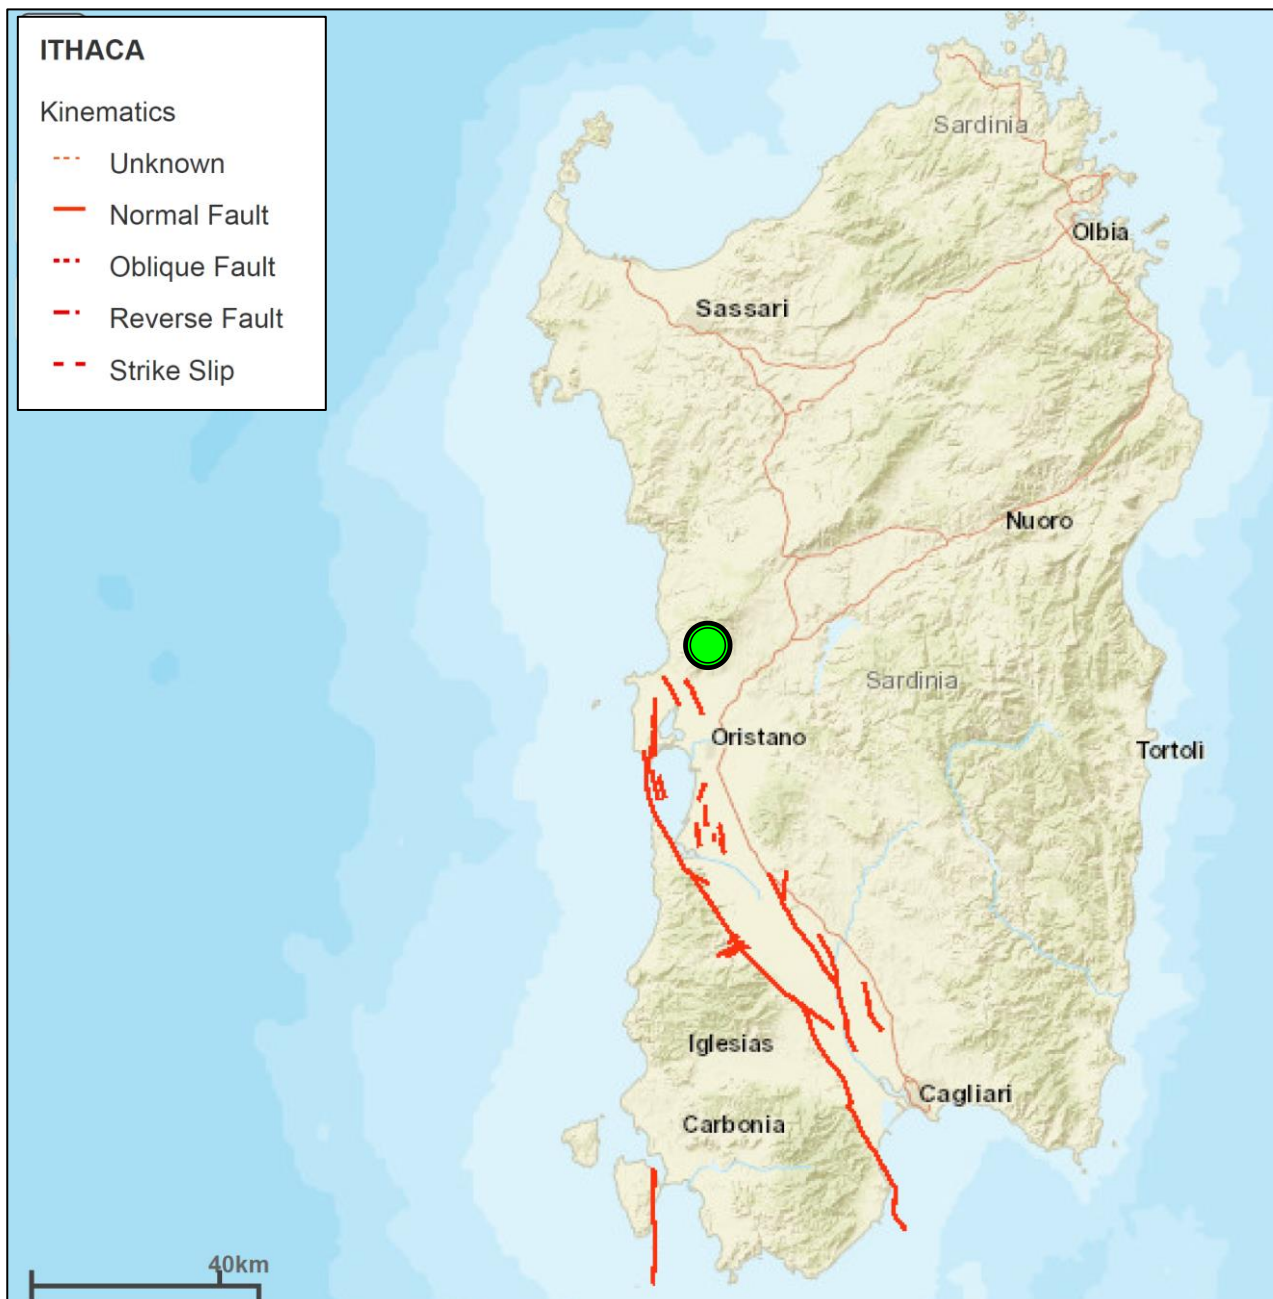 ITHACA
Kinematics
Unknown
Normal Fault
Oblique Fault
Reverse Fault
Strike Slip
Sardinia
Olbia
Sassari
Nuoro
Sardinia
Oristano
Tortoli
Iglesias
Cagliari
Carbonia
40km